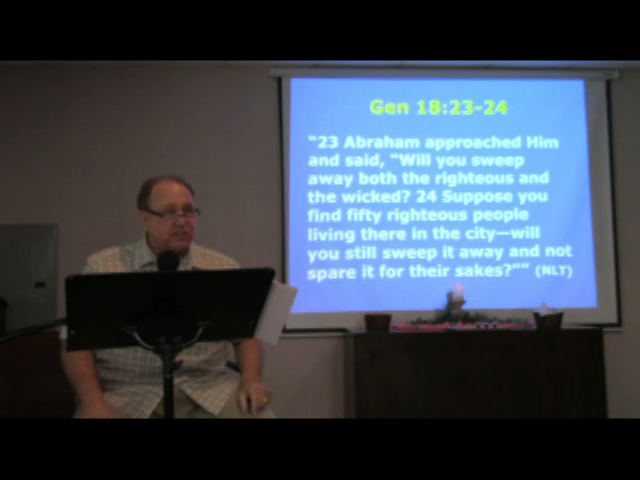 Gen 18:23-24
“23 Abraham approached Him
and said, “Will you sweep
away both the righteous and
the wicked? 24 Suppose you
find fifty righteous people
living there in the city—will
you still sweep it away and not
spare it for their sakes?”” (NLT)